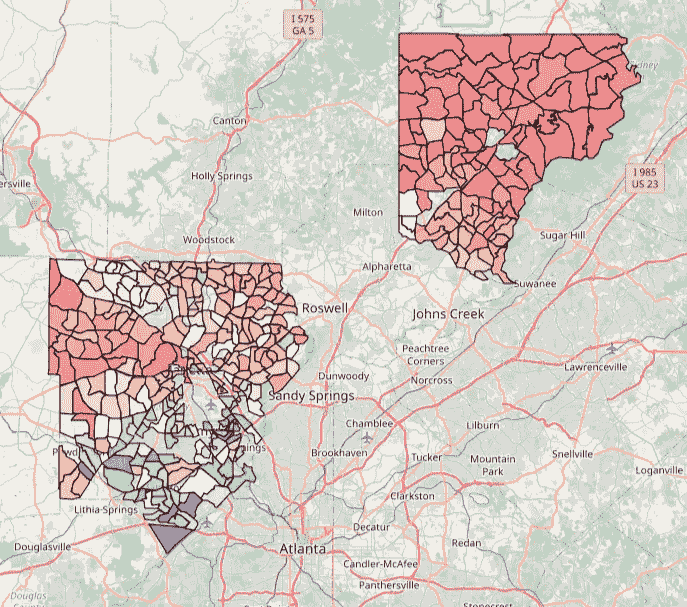 I 575
GA 5
Canton
ersville
Holly Springs
I 985
US 23
Milton
Woodstock
Sugar Hill
Alpharetta
Suwanee
Roswell
Johns Creek
Peachtree
Corners
Lawrenceville
Dunwoody
Norcross
Sandy Springs
Chamblee
Lilburn
Brookhaven
Tucker
Snellville
Mountain
Park
Loganville
Clarkston
Lithia Springs
Decatur
Douglasville
Atlanta
Redan
Candler-McAfee
Panthersville
Douglas
Stonecrest